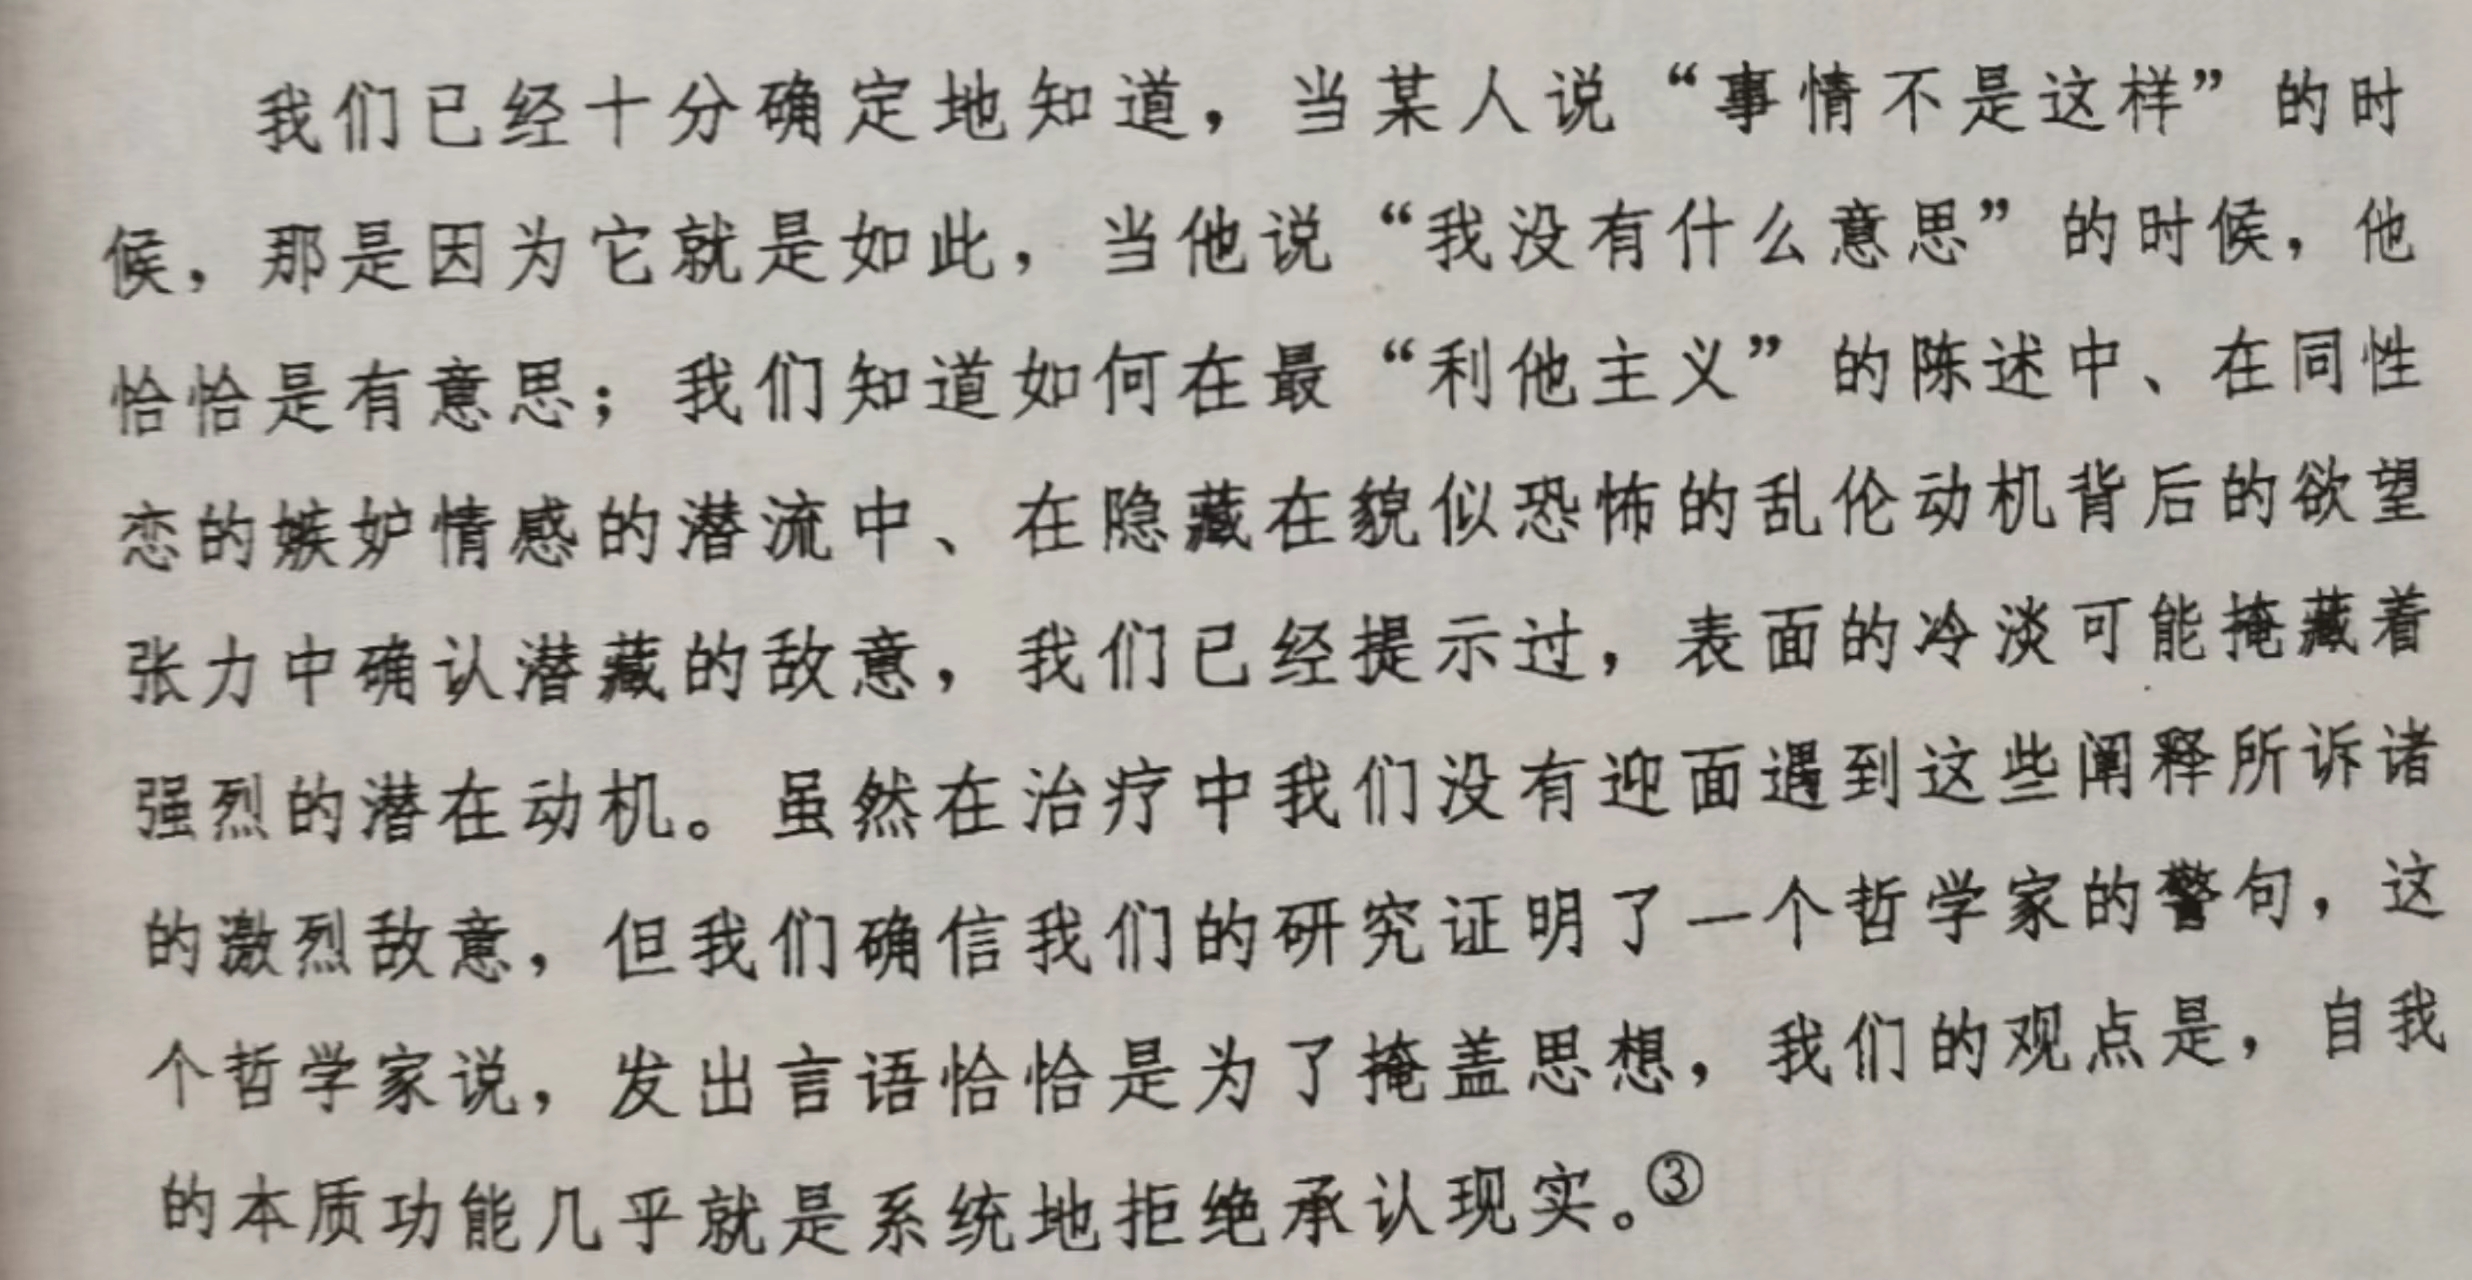 我们已经十分确定地知道，当某人说“事情不是这样”的时
候，那是因为它就是如此，当他说“我没有什么意思”的时候，他
恰恰是有意思；我们知道如何在最“利他主义”的陈述中、在同性
恋的嫉妒情感的潜流中、在隐藏在貌似恐怖的乱伦动机背后的欲望
张力中确认潜藏的敌意，我们已经提示过，表面的冷淡可能掩藏着
强烈的潜在动机。虽然在治疗中我们没有迎面遇到这些阐释所诉诸
的激烈敌意，但我们确信我们的研究证明了一个哲学家的警句，这
个哲学家说，发出言语恰恰是为了掩盖思想，我们的观点是，自我
的本质功能几乎就是系统地拒绝承认现实。③